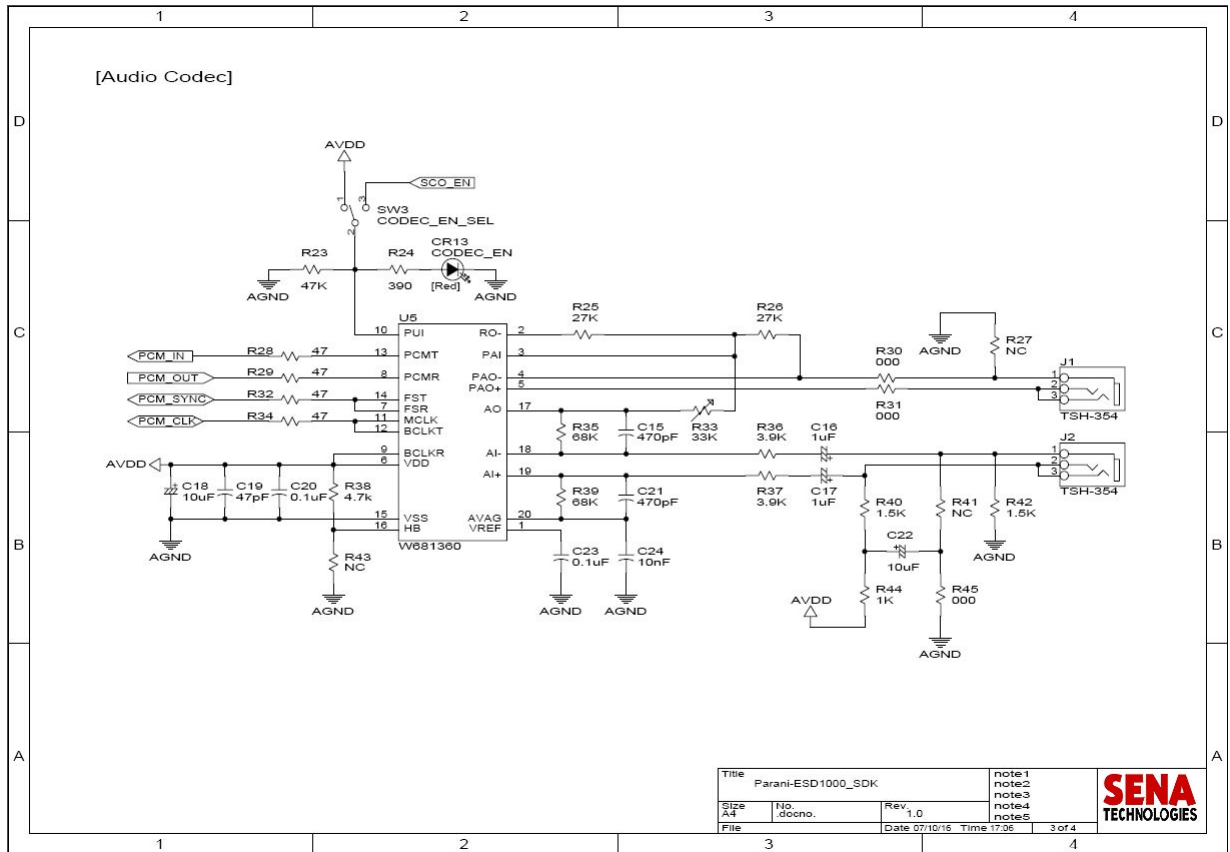 1 2 3 4
D D
[Audio Codec]
AVDD
SCO_EN
1 3
SW3
CODEC_EN_SEL
2
CR13
CODEC_EN
R23 R24
47K 390 [Red]
AGND AGND
C C
R25
27K
R26
27K
U5
10 PUI RO- 2
13 PCMT PAI 3
8 PCMR PAO- 4
PAO+ 5
14 FST AO 17
7 FSR
11 MCLK
12 BCLKT AI- 18
9 BCLKR AI+ 19
6 VDD
15 VSS AVAG 20
16 HB VREF 1
W681360
PCM_IN R28 47
PCM_OUT R29 47
PCM_SYNC R32 47
PCM_CLK R34 47
AGND
R27
NC
R30
000
R31
000
J1
1
2
3
TSH-354
R35
68K
C15
470pF
R33
33K
R36
3.9K
C16
1uF
J2
1
2
3
TSH-354
AVDD
C18
10uF
C19
47pF
C20
0.1uF
R38
4.7k
R39
68K
C21
470pF
R37
3.9K
C17
1uF
R40
1.5K
R41
NC
R42
1.5K
B B
AGND
R43
NC
AGND
C23
0.1uF
AGND
C24
10nF
AGND
C22
10uF
AGND
AVDD
R44
1K
R45
000
AGND
A A
Title
Parani-ESD1000_SDK
Size
A4
No.
.docno.
Rev.
1.0
File
Date 07/10/16 Time 17:06 3 of 4
note1
note2
note3
note4
note5
SENA
TECHNOLOGIES
1 2 3 4